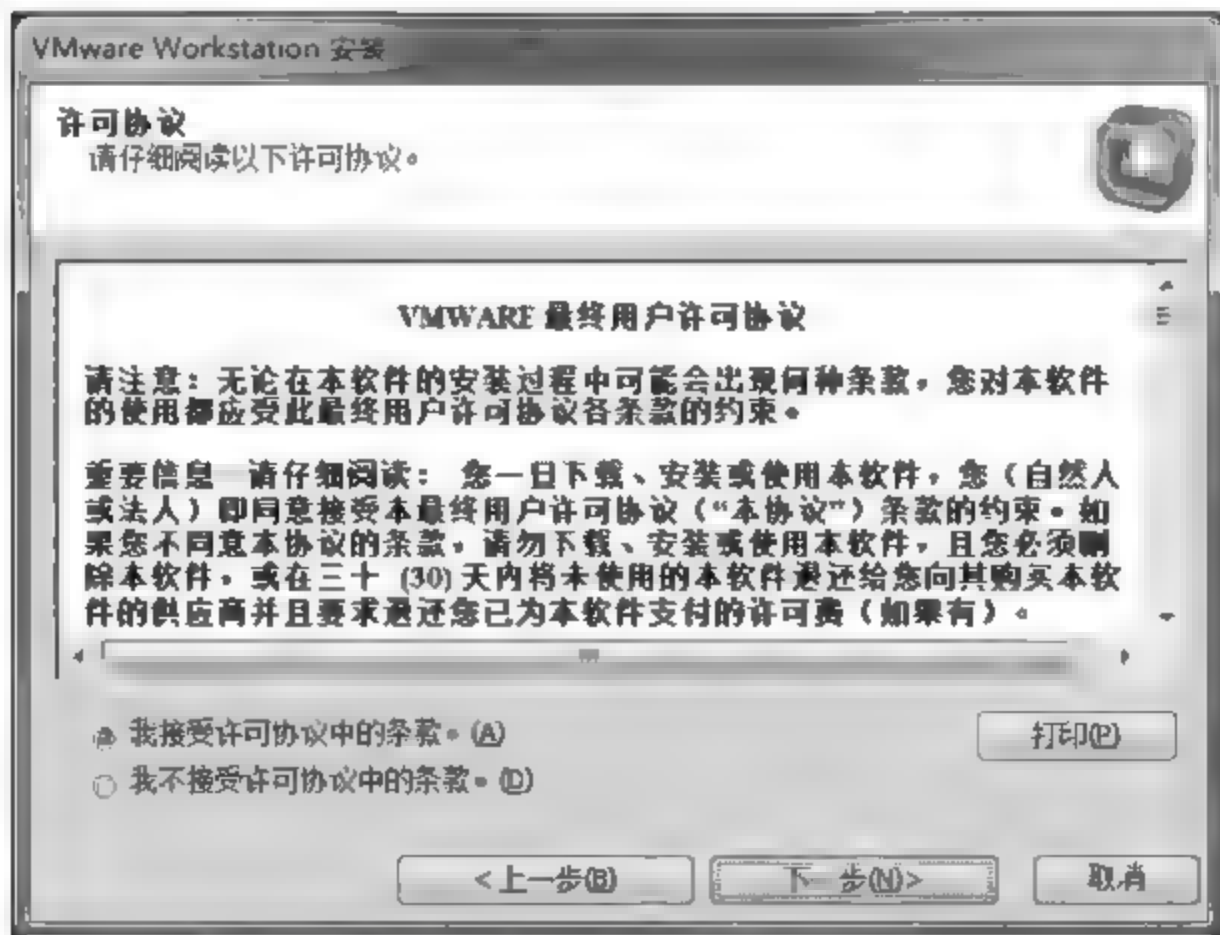 VMware Workstation 安装
许可协议
请仔细阅读以下许可协议。
VMWARE 最终用户许可协议
请注意：无论在本软件的安装过程中可能会出现何种条款，您对本软件
的使用都应受此最终用户许可协议各条款的约束。
重要信息—请仔细阅读： 您一旦下载、安装或使用本软件，您（自然人
或法人）即同意接受本最终用户许可协议（“本协议”）条款的约束。如
果您不同意本协议的条款，请勿下载、安装或使用本软件，且您必须删
除本软件，或在三十 (30) 天内将未使用的本软件退还给您向其购买本软
件的供应商并且要求退还您已为本软件支付的许可费（如果有）。
我接受许可协议中的条款。(A)
打印(P)
我不接受许可协议中的条款。(D)
<上一步(B)
下一步(N)>
取消